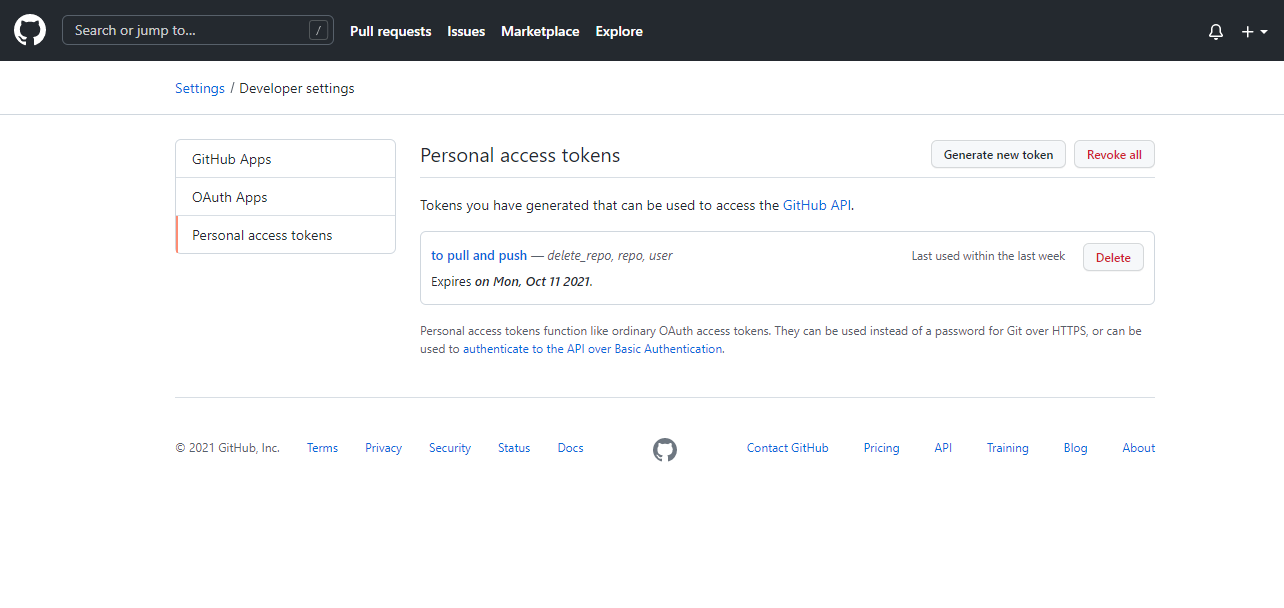 Search or jump to... /
Pull requests Issues Marketplace Explore
Settings / Developer settings
GitHub Apps
OAuth Apps
Personal access tokens
Personal access tokens
Generate new token
Revoke all
Tokens you have generated that can be used to access the GitHub API.
to pull and push — delete_repo, repo, user
Last used within the last week
Delete
Expires on Mon, Oct 11 2021.
Personal access tokens function like ordinary OAuth access tokens. They can be used instead of a password for Git over HTTPS, or can be
used to authenticate to the API over Basic Authentication.
© 2021 GitHub, Inc. Terms Privacy Security Status Docs Contact GitHub Pricing API Training Blog About